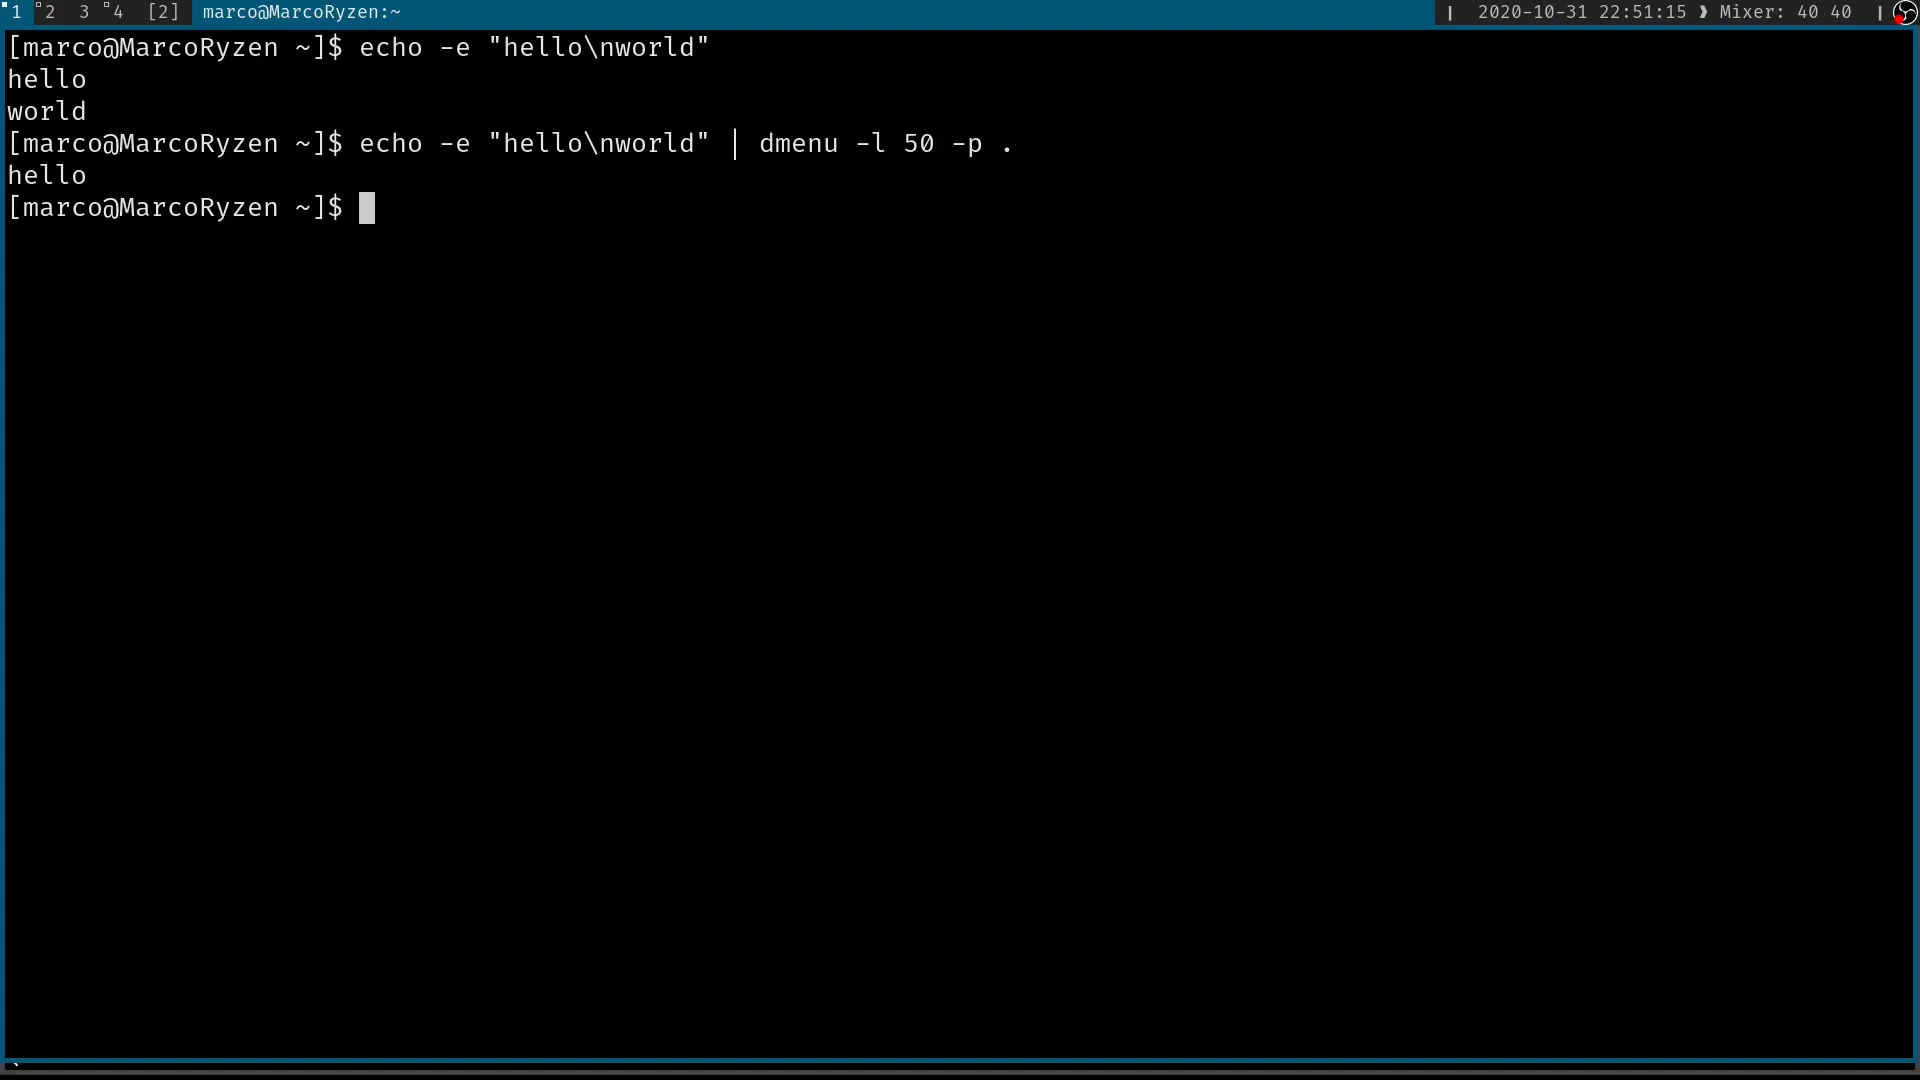 1 2 3 4 [2] marco@MarcoRyzen:~ | 2020-10-31 22:51:15 ❱ Mixer: 40 40 |
[marco@MarcoRyzen ~]$ echo -e "hello\nworld"
hello
world
[marco@MarcoRyzen ~]$ echo -e "hello\nworld" | dmenu -l 50 -p .
hello
[marco@MarcoRyzen ~]$